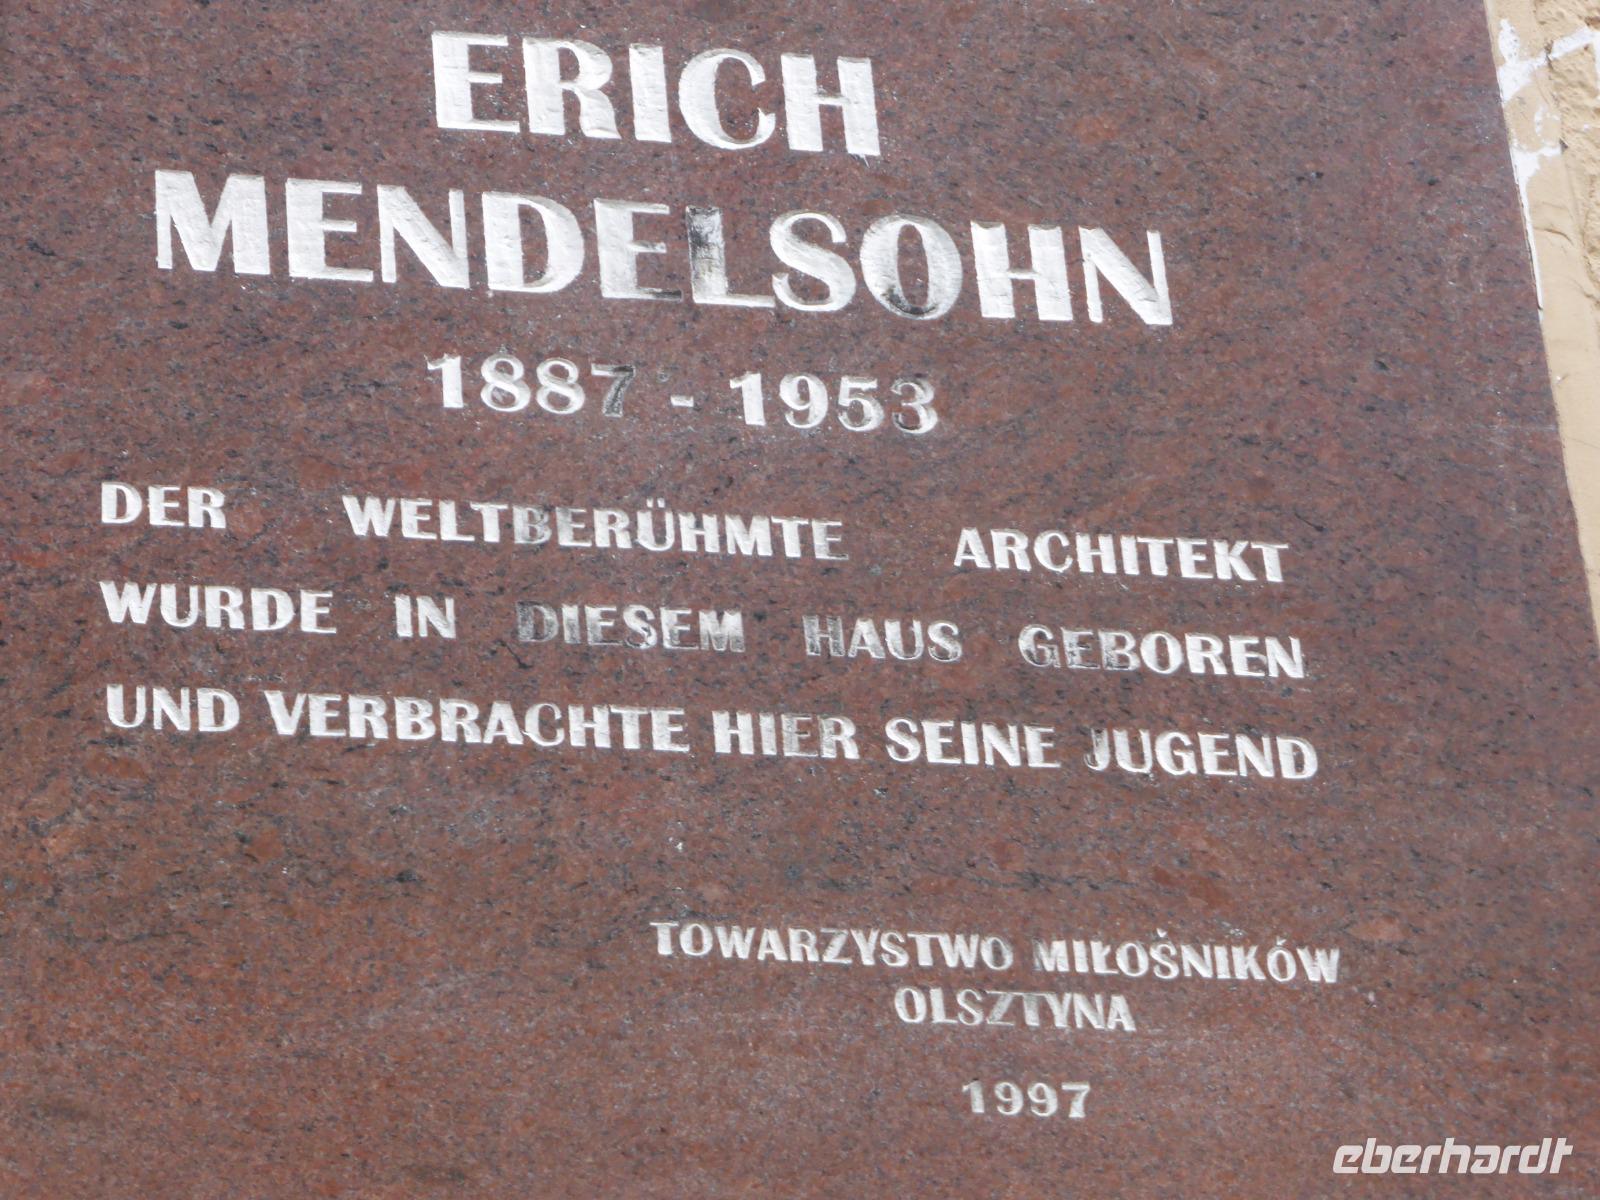 ERICH
MENDELSOHN
1887 - 1953
DER WELTBERÜHMTE ARCHITEKT
WURDE IN DIESEM HAUS GEBOREN
UND VERBRACHTE HIER SEINE JUGEND
TOWARZYSTWO MIŁOŚNIKÓW
OLSZTYNA
1997
eberhardt